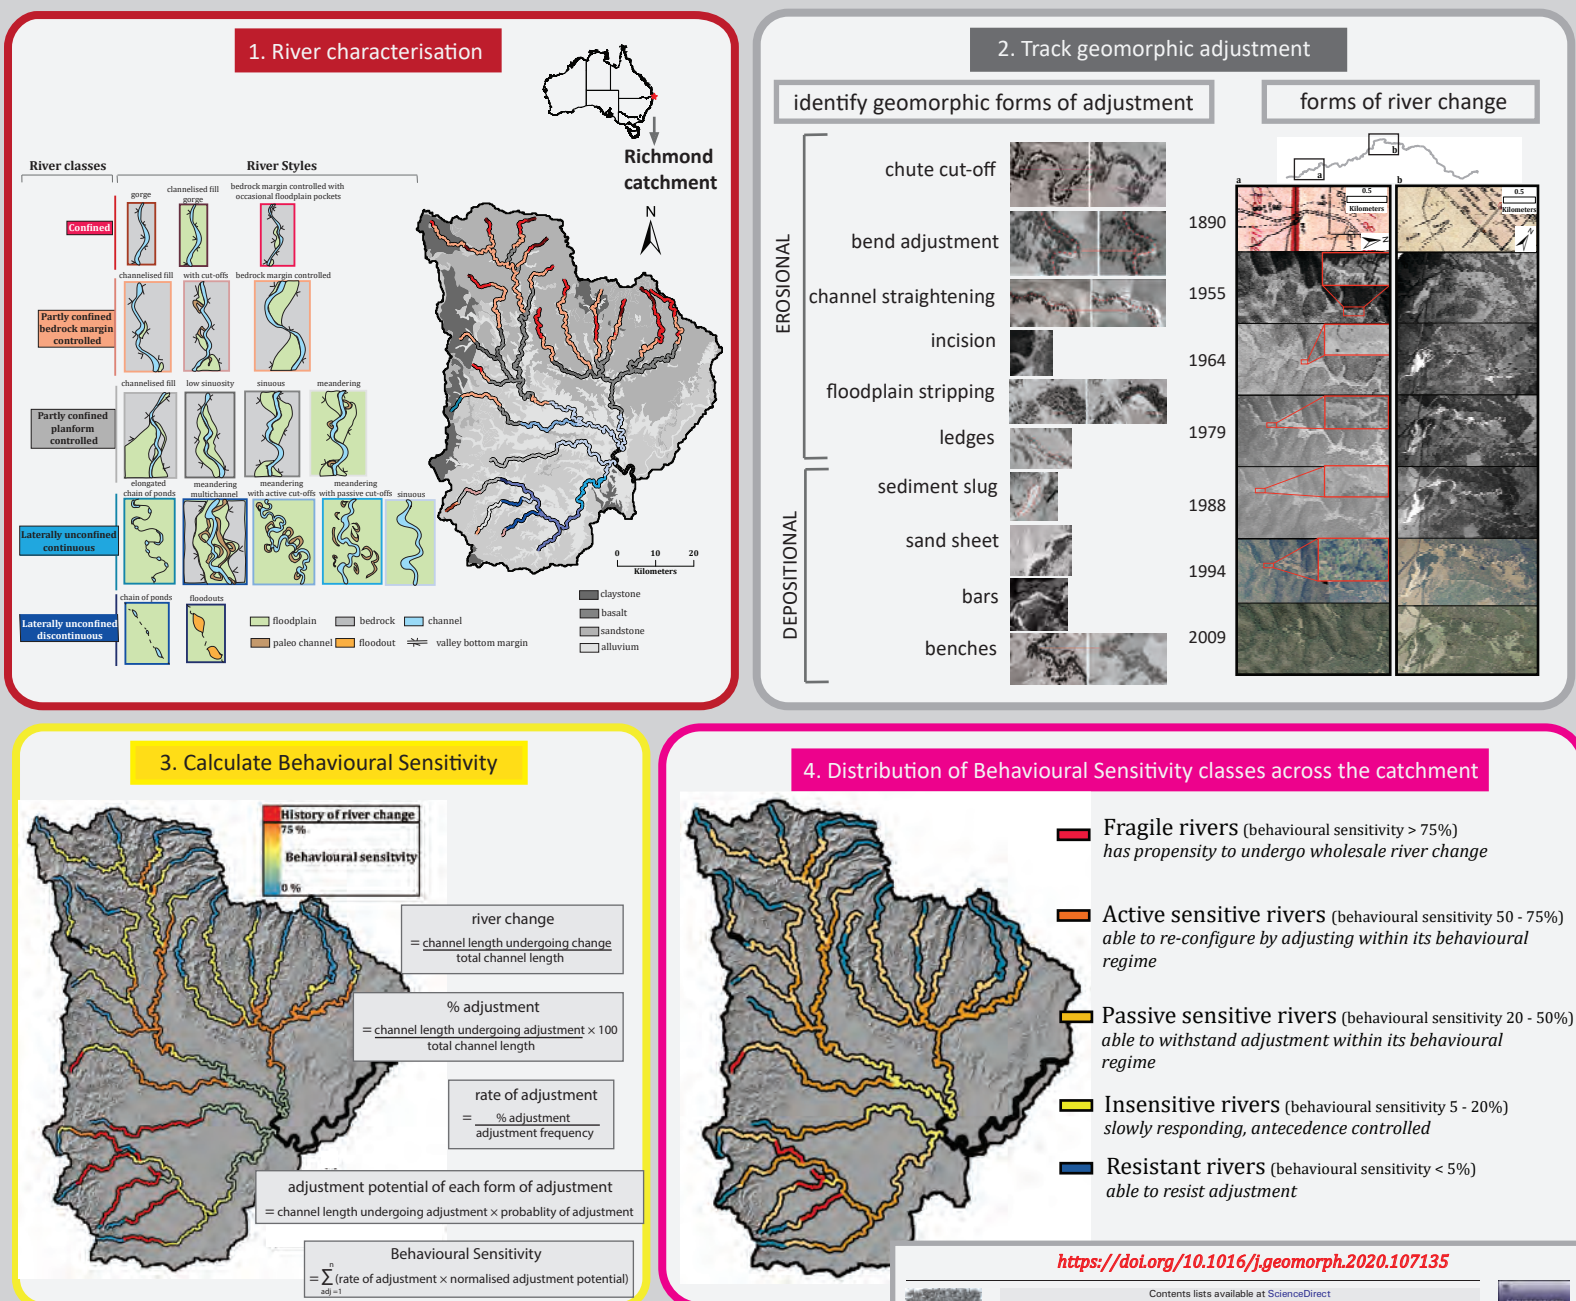 1. River characterisation
Richmond
catchment
N
River classes
River Styles
gorge
clannelised fill
gorge
bedrock margin controlled with
occasional floodplain pockets
Confined
channelised fill
with cut-offs
bedrock margin controlled
Partly confined
bedrock margin
controlled
channelised fill
low sinuosity
sinuous
meandering
Partly confined
planform
controlled
elongated
chain of ponds
meandering
multichannel
meandering
with active cut-offs
meandering
with passive cut-offs
sinuous
Laterally unconfined
continuous
chain of ponds
floodouts
Laterally unconfined
discontinuous
floodplain
bedrock
channel
paleo channel
floodout
valley bottom margin
0 10 20
Kilometers
claystone
basalt
sandstone
alluvium
2. Track geomorphic adjustment
identify geomorphic forms of adjustment
EROSIONAL
chute cut-off
bend adjustment
channel straightening
incision
floodplain stripping
ledges
DEPOSITIONAL
sediment slug
sand sheet
bars
benches
forms of river change
a
b
a
b
0.5
Kilometers
N
0.5
Kilometers
N
1890
1955
1964
1979
1988
1994
2009
3. Calculate Behavioural Sensitivity
History of river change
75 %
Behavioural sensitvity
0 %
river change
= channel length undergoing change
total channel length
% adjustment
= channel length undergoing adjustment × 100
total channel length
rate of adjustment
= % adjustment
adjustment frequency
adjustment potential of each form of adjustment
= channel length undergoing adjustment × probablity of adjustment
Behavioural Sensitivity
n
= ∑ (rate of adjustment × normalised adjustment potential)
adj =1
4. Distribution of Behavioural Sensitivity classes across the catchment
Fragile rivers (behavioural sensitivity > 75%)
has propensity to undergo wholesale river change
Active sensitive rivers (behavioural sensitivity 50 - 75%)
able to re-configure by adjusting within its behavioural
regime
Passive sensitive rivers (behavioural sensitivity 20 - 50%)
able to withstand adjustment within its behavioural
regime
Insensitive rivers (behavioural sensitivity 5 - 20%)
slowly responding, antecedence controlled
Resistant rivers (behavioural sensitivity < 5%)
able to resist adjustment
https://doi.org/10.1016/j.geomorph.2020.107135
Contents lists available at ScienceDirect